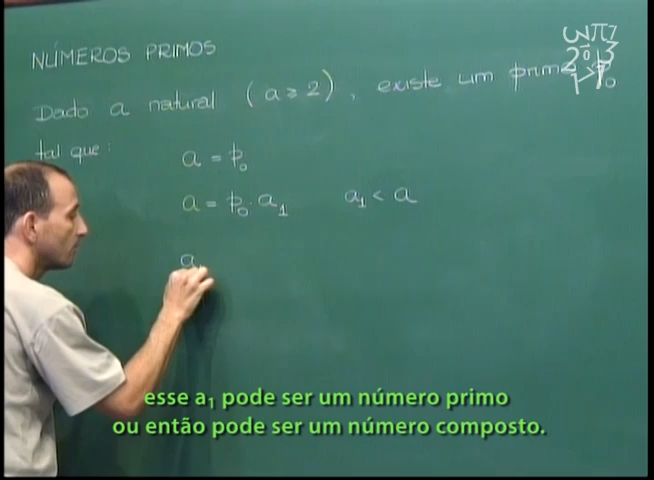 NÚMEROS PRIMOS
Dado a natural (a ≥ 2), existe um primo p₀
tal que:
a = p₀
a = p₀ · a₁ a₁ < a
a₁
esse a₁ pode ser um número primo
ou então pode ser um número composto.